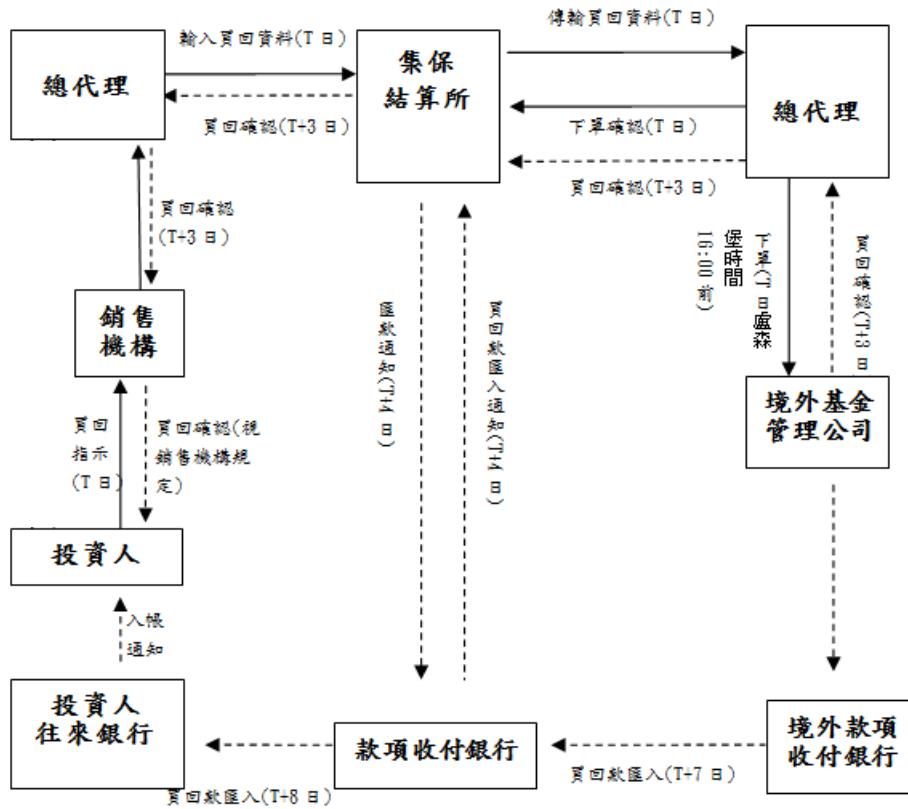 輸入買回資料(T 日)
傳輸買回資料(T 日)
總代理
集保
結算所
總代理
買回確認(T+3 日)
下單確認(T 日)
買回確認(T+3 日)
買回確認
(T+3 日)
下單(T 日盧森
堡時間
16:00 前)
買回確認(T+3 日)
銷售
機構
匯款通知(T+4 日)
買回款匯入通知(T+4 日)
境外基金
管理公司
買回
指示
(T 日)
買回確認(視
銷售機構規
定)
投資人
入帳
通知
投資人
往來銀行
款項收付銀行
境外款項
收付銀行
買回款匯入(T+8 日)
買回款匯入(T+7 日)